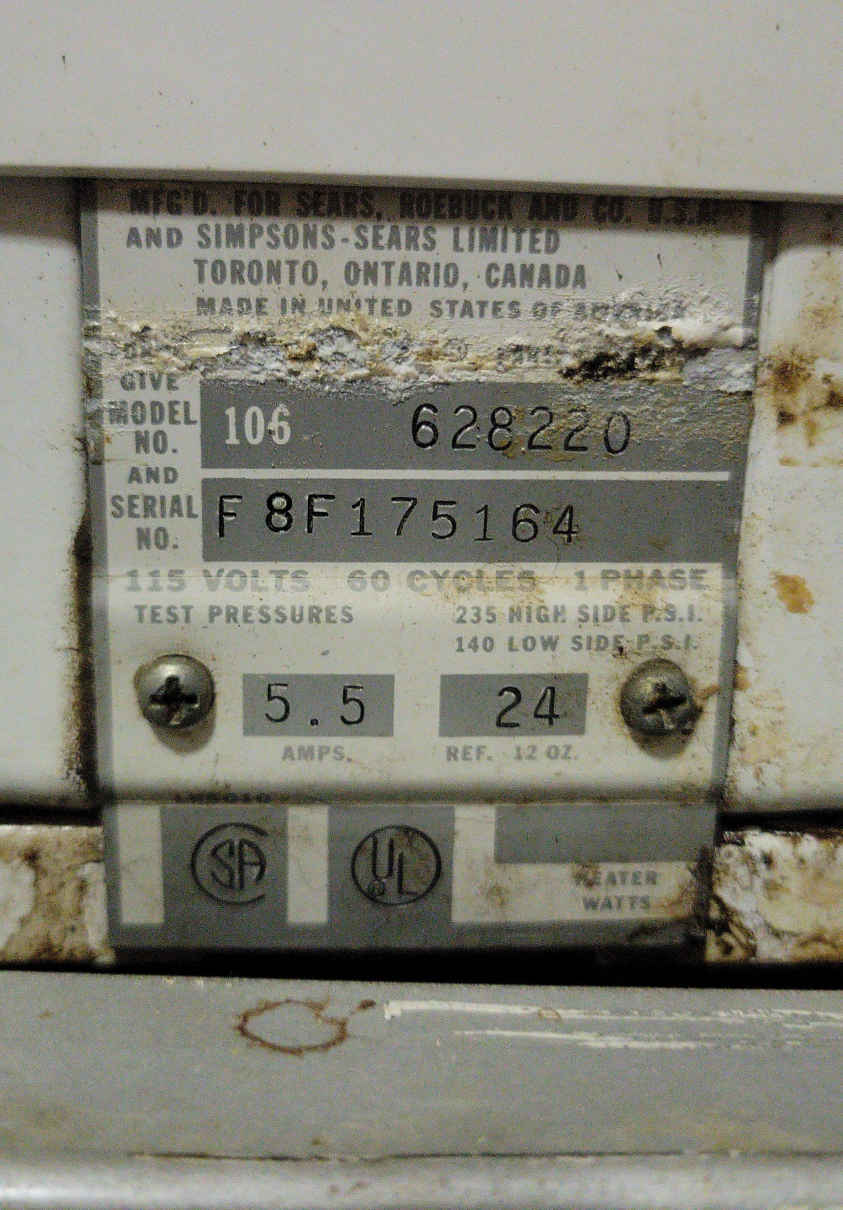 MFG'D. FOR SEARS, ROEBUCK AND CO. U.S.A.
AND SIMPSONS-SEARS LIMITED
TORONTO, ONTARIO, CANADA
MADE IN UNITED STATES OF AMERICA
GIVE
MODEL NO. 106 628220
AND
SERIAL NO. F8F175164
115 VOLTS 60 CYCLES 1 PHASE
TEST PRESSURES 235 HIGH SIDE P.S.I.
140 LOW SIDE P.S.I.
5.5 24
AMPS. REF. 12 OZ.
SA UL
HEATER
WATTS